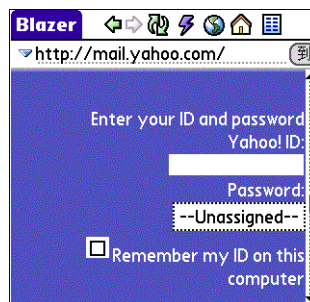 Blazer
http://mail.yahoo.com/ 到
Enter your ID and password
Yahoo! ID:
Password:
--Unassigned--
Remember my ID on this
computer